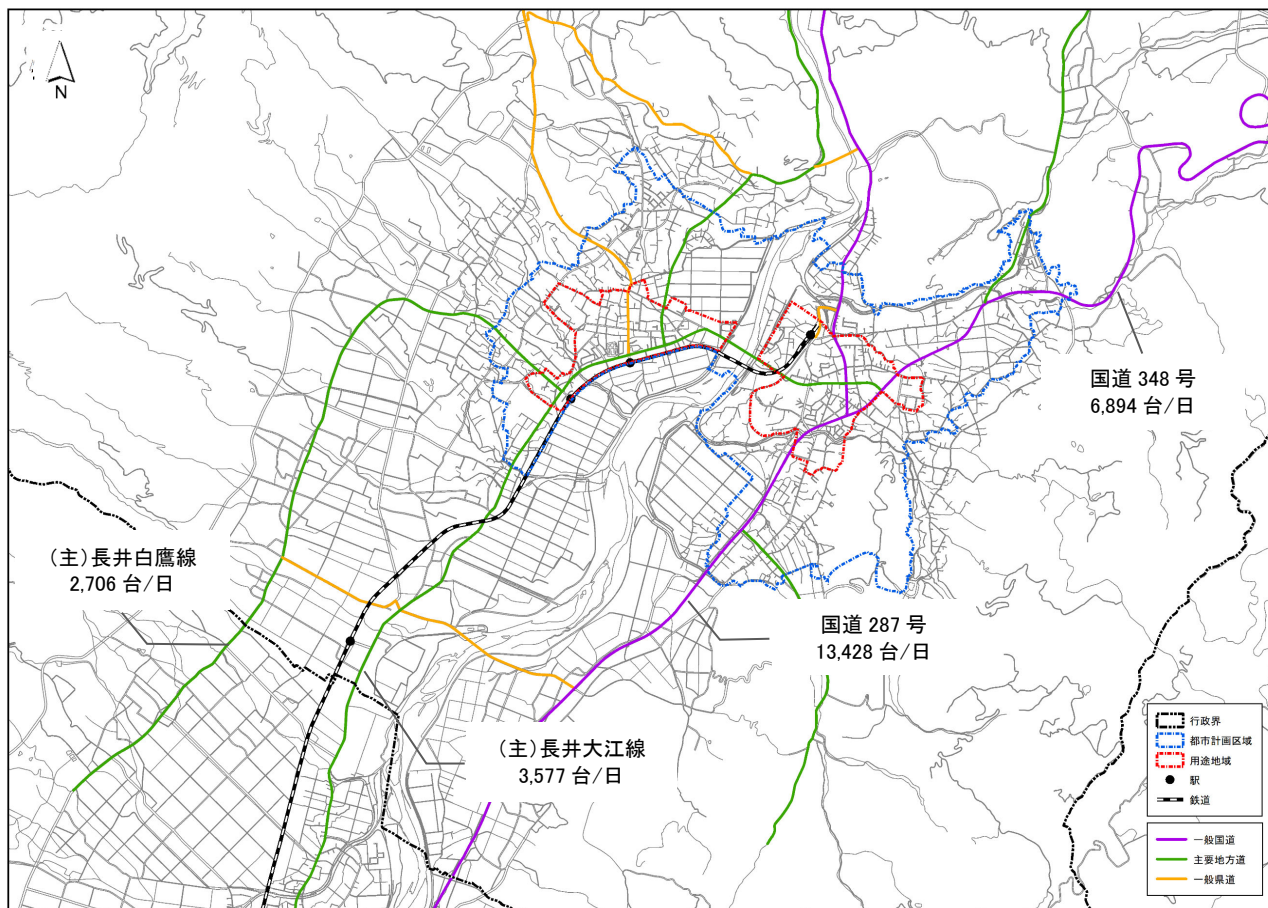 N
国道 348 号
6,894 台/日
(主)長井白鷹線
2,706 台/日
国道 287 号
13,428 台/日
(主)長井大江線
3,577 台/日
行政界
都市計画区域
用途地域
駅
鉄道
一般国道
主要地方道
一般県道